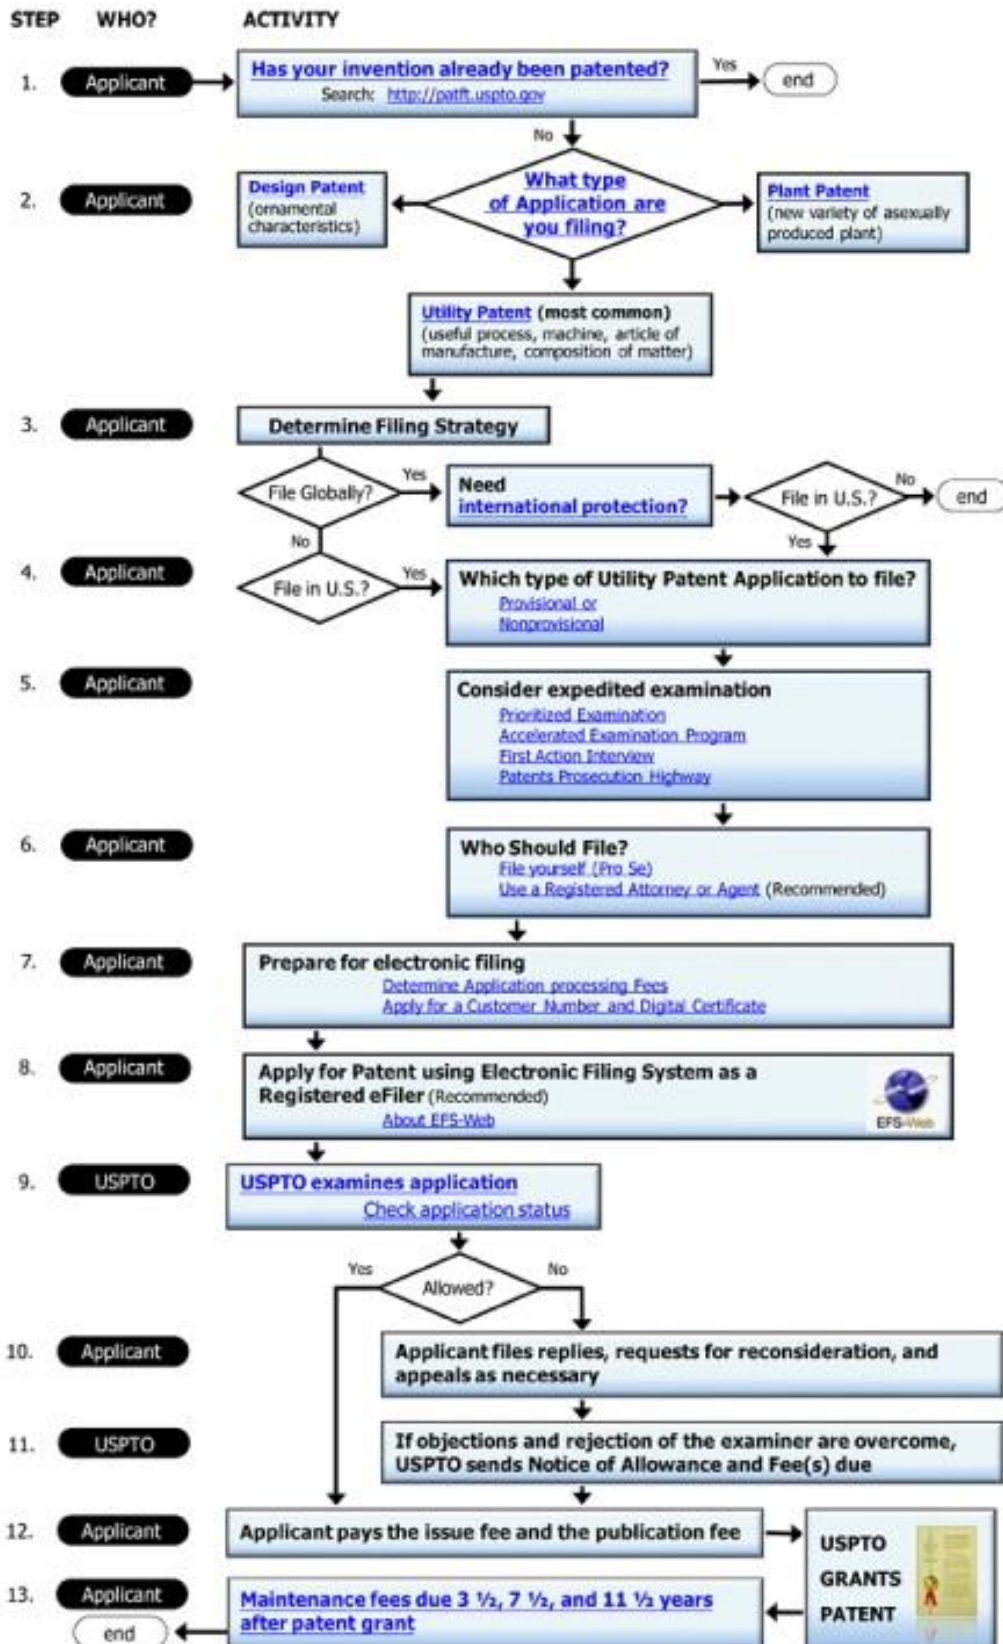 STEP WHO? ACTIVITY
1. Applicant
Has your invention already been patented?
Search: http://patft.uspto.gov
Yes
end
No
2. Applicant
Design Patent
(ornamental
characteristics)
What type
of Application are
you filing?
Plant Patent
(new variety of asexually
produced plant)
Utility Patent (most common)
(useful process, machine, article of
manufacture, composition of matter)
3. Applicant
Determine Filing Strategy
File Globally?
Yes
Need
international protection?
File in U.S.?
No
end
No
Yes
4. Applicant
File in U.S.?
Yes
Which type of Utility Patent Application to file?
Provisional or
Nonprovisional
5. Applicant
Consider expedited examination
Prioritized Examination
Accelerated Examination Program
First Action Interview
Patents Prosecution Highway
6. Applicant
Who Should File?
File yourself (Pro Se)
Use a Registered Attorney or Agent (Recommended)
7. Applicant
Prepare for electronic filing
Determine Application processing Fees
Apply for a Customer Number and Digital Certificate
8. Applicant
Apply for Patent using Electronic Filing System as a
Registered eFiler (Recommended)
About EFS-Web
EFS-Web
9. USPTO
USPTO examines application
Check application status
Yes
Allowed?
No
10. Applicant
Applicant files replies, requests for reconsideration, and
appeals as necessary
11. USPTO
If objections and rejection of the examiner are overcome,
USPTO sends Notice of Allowance and Fee(s) due
12. Applicant
Applicant pays the issue fee and the publication fee
USPTO
GRANTS
PATENT
13. Applicant
Maintenance fees due 3 ½, 7 ½, and 11 ½ years
after patent grant
end